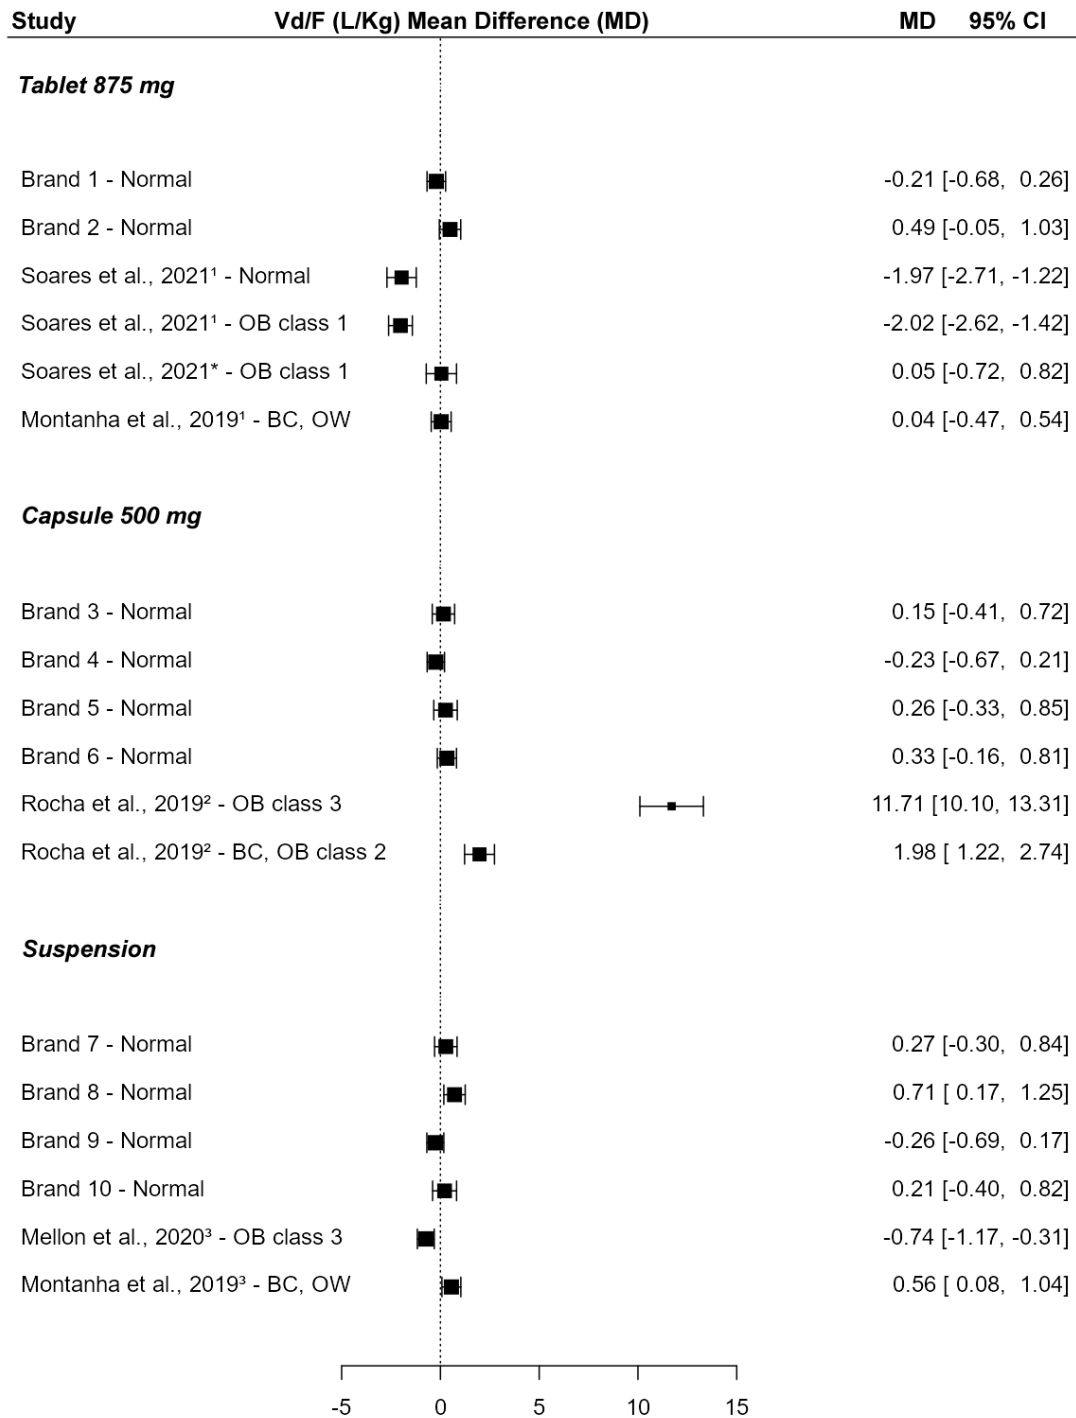 Study Vd/F (L/Kg) Mean Difference (MD) MD 95% CI
Tablet 875 mg
Brand 1 - Normal -0.21 [-0.68, 0.26]
Brand 2 - Normal 0.49 [-0.05, 1.03]
Soares et al., 2021¹ - Normal -1.97 [-2.71, -1.22]
Soares et al., 2021¹ - OB class 1 -2.02 [-2.62, -1.42]
Soares et al., 2021* - OB class 1 0.05 [-0.72, 0.82]
Montanha et al., 2019¹ - BC, OW 0.04 [-0.47, 0.54]
Capsule 500 mg
Brand 3 - Normal 0.15 [-0.41, 0.72]
Brand 4 - Normal -0.23 [-0.67, 0.21]
Brand 5 - Normal 0.26 [-0.33, 0.85]
Brand 6 - Normal 0.33 [-0.16, 0.81]
Rocha et al., 2019² - OB class 3 11.71 [10.10, 13.31]
Rocha et al., 2019² - BC, OB class 2 1.98 [ 1.22, 2.74]
Suspension
Brand 7 - Normal 0.27 [-0.30, 0.84]
Brand 8 - Normal 0.71 [ 0.17, 1.25]
Brand 9 - Normal -0.26 [-0.69, 0.17]
Brand 10 - Normal 0.21 [-0.40, 0.82]
Mellon et al., 2020³ - OB class 3 -0.74 [-1.17, -0.31]
Montanha et al., 2019³ - BC, OW 0.56 [ 0.08, 1.04]
-5 0 5 10 15